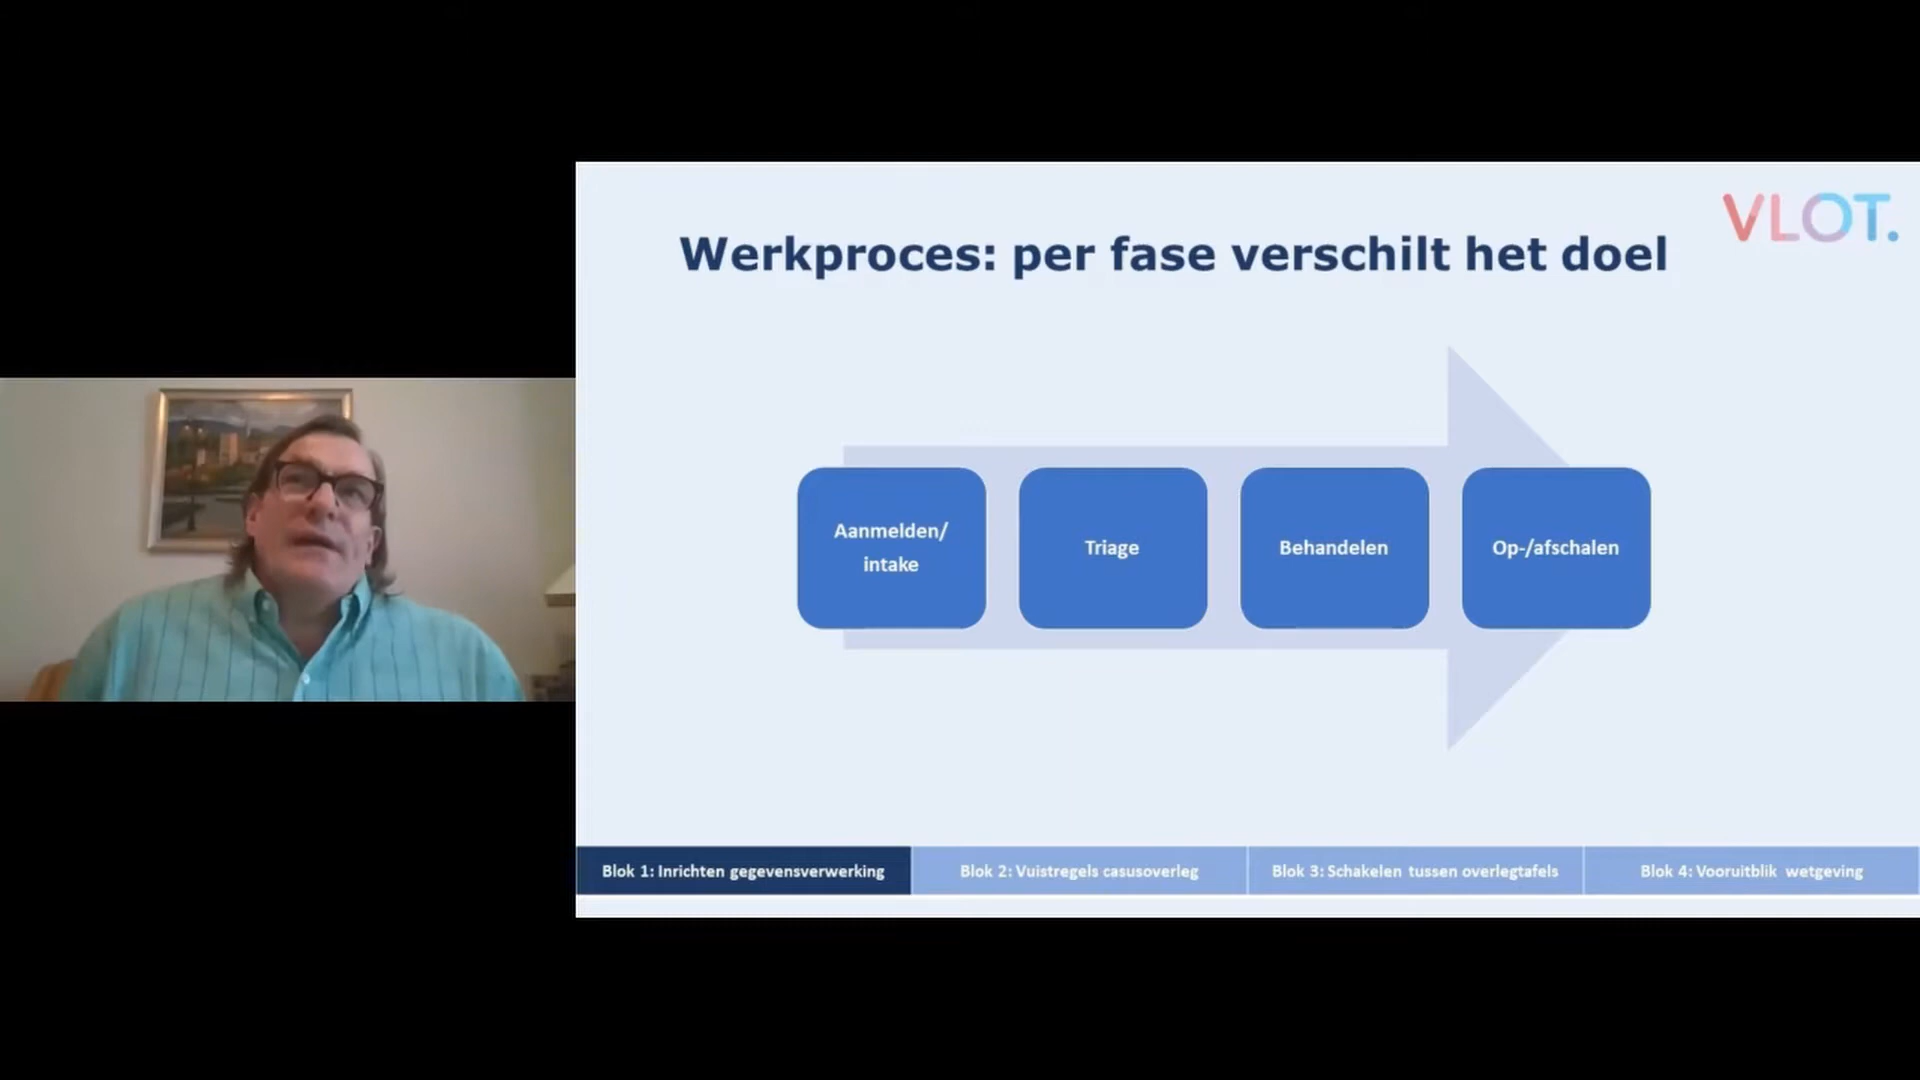 VLOT.
Werkproces: per fase verschilt het doel
Aanmelden/
intake
Triage
Behandelen
Op-/afschalen
Blok 1: Inrichten gegevensverwerking
Blok 2: Vuistregels casusoverleg
Blok 3: Schakelen tussen overlegtafels
Blok 4: Vooruitblik wetgeving